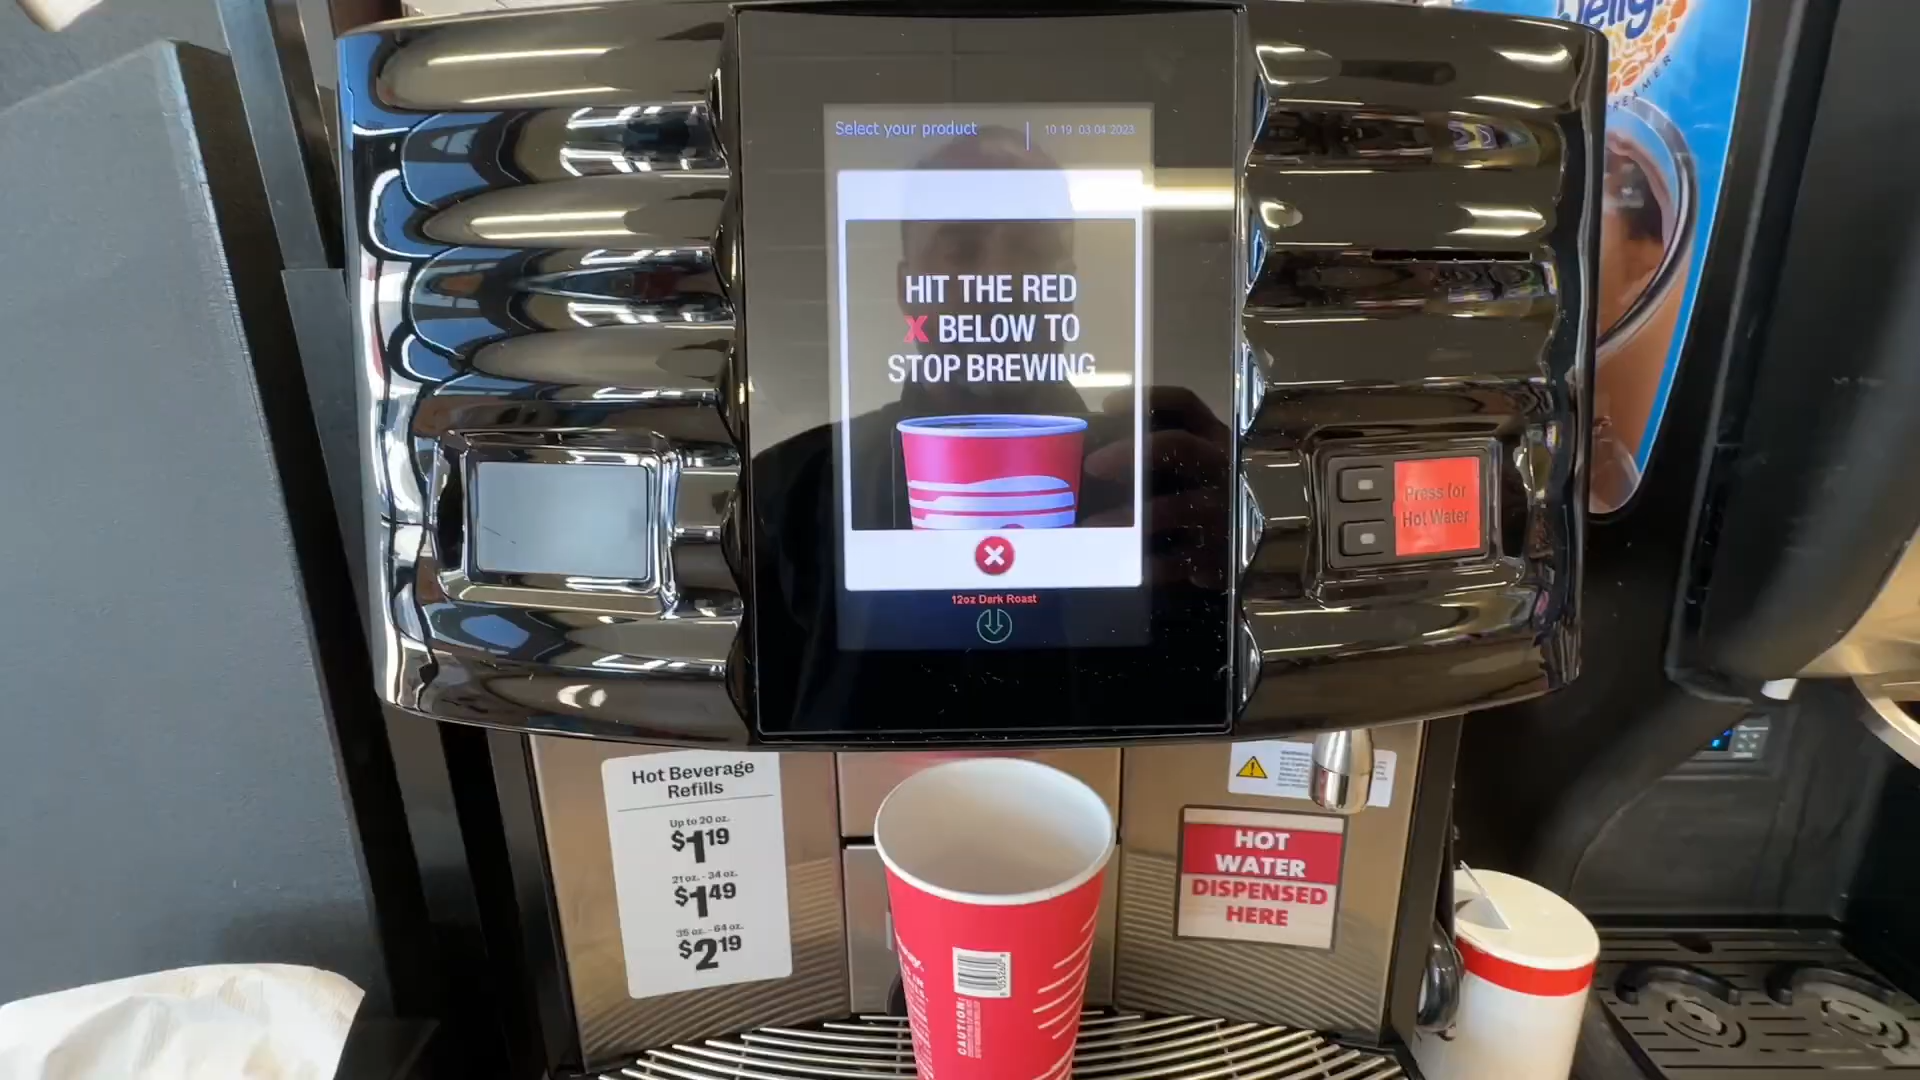 Delig
REAMER
Select your product
10 19 03 04 2023
HIT THE RED
X BELOW TO
STOP BREWING
12oz Dark Roast
Press for
Hot Water
Hot Beverage
Refills
Up to 20 oz.
$1.19
21 oz. - 34 oz.
$1.49
35 oz. - 64 oz.
$2.19
HOT
WATER
DISPENSED
HERE
CAUTION: